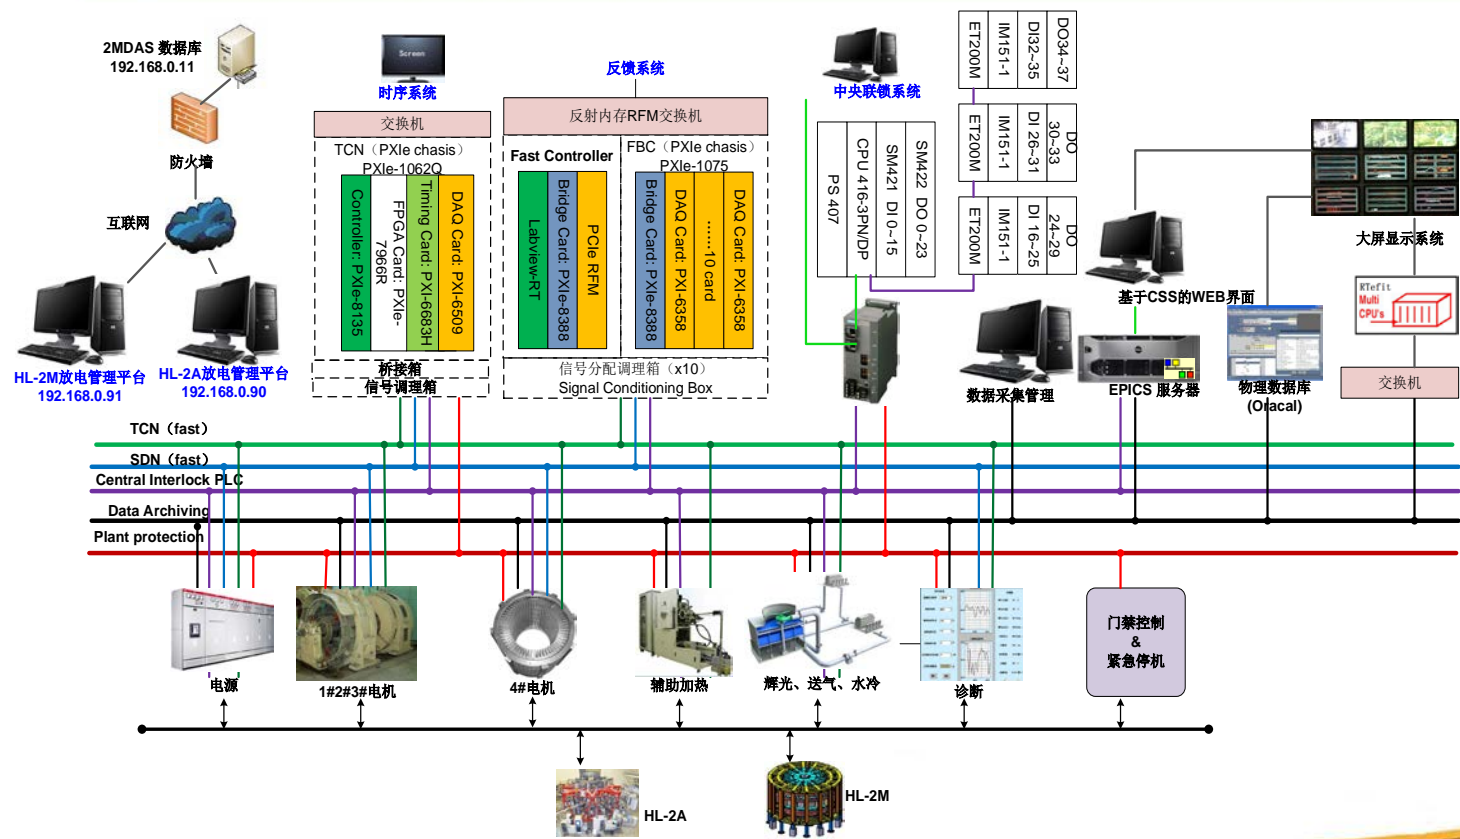 2MDAS 数据库
192.168.0.11
防火墙
互联网
HL-2M放电管理平台
192.168.0.91
HL-2A放电管理平台
192.168.0.90
Screen
时序系统
交换机
TCN（PXIe chasis）
PXIe-1062Q
Controller: PXIe-8135
FPGA Card: PXIe-
7966R
Timing Card: PXI-6683H
DAQ Card: PXI-6509
桥接箱
信号调理箱
反馈系统
反射内存RFM交换机
Fast Controller
Labview-RT
Bridge Card: PXIe-8388
PCIe RFM
FBC（PXIe chasis）
PXIe-1075
Bridge Card: PXIe-8388
DAQ Card: PXI-6358
……10 card
DAQ Card: PXI-6358
信号分配调理箱（x10）
Signal Conditioning Box
中央联锁系统
PS 407
CPU 416-3PN/DP
SM421 DI 0~15
SM422 DO 0~23
ET200M
IM151-1
DI32~35
DO34~37
ET200M
IM151-1
DI 26~31
DO
30~33
ET200M
IM151-1
DI 16~25
DO
24~29
数据采集管理
基于CSS的WEB界面
EPICS 服务器
物理数据库
(Oracal)
大屏显示系统
RTefit
Multi
CPU's
交换机
TCN（fast）
SDN（fast）
Central Interlock PLC
Data Archiving
Plant protection
电源
1#2#3#电机
4#电机
辅助加热
辉光、送气、水冷
诊断
门禁控制
&
紧急停机
HL-2A
HL-2M